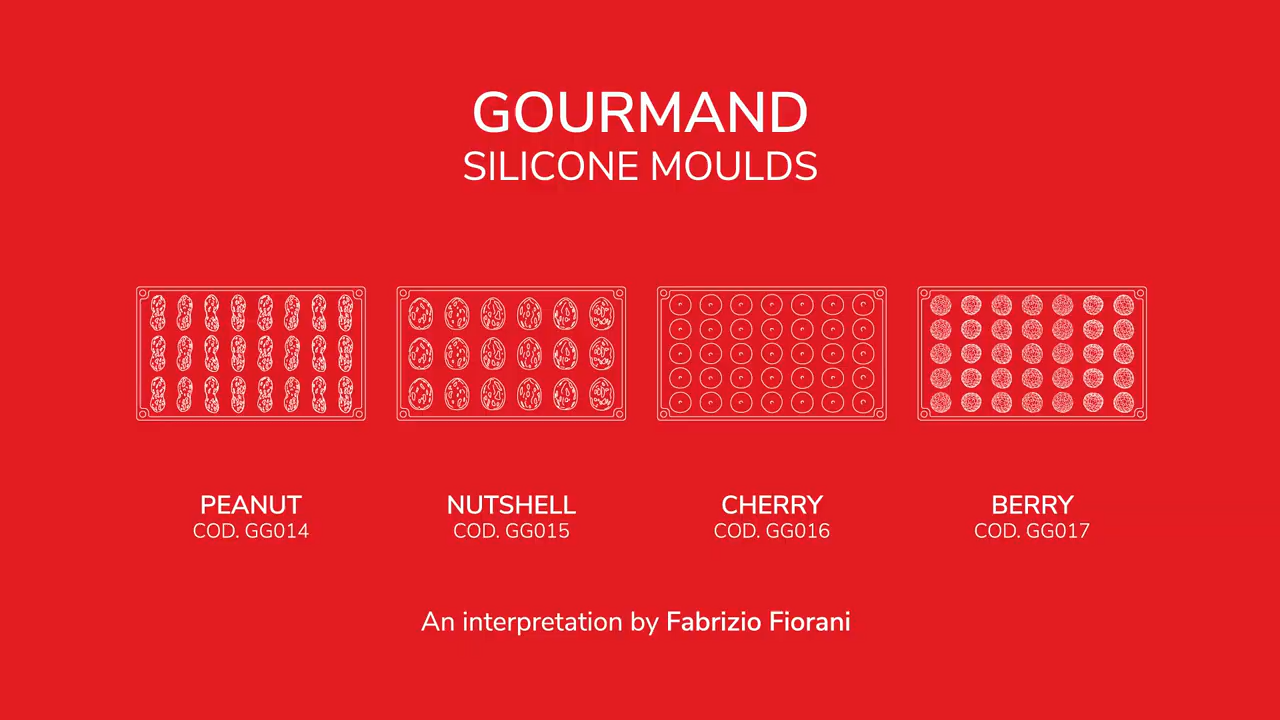 GOURMAND
SILICONE MOULDS
PEANUT
COD. GG014
NUTSHELL
COD. GG015
CHERRY
COD. GG016
BERRY
COD. GG017
An interpretation by Fabrizio Fiorani